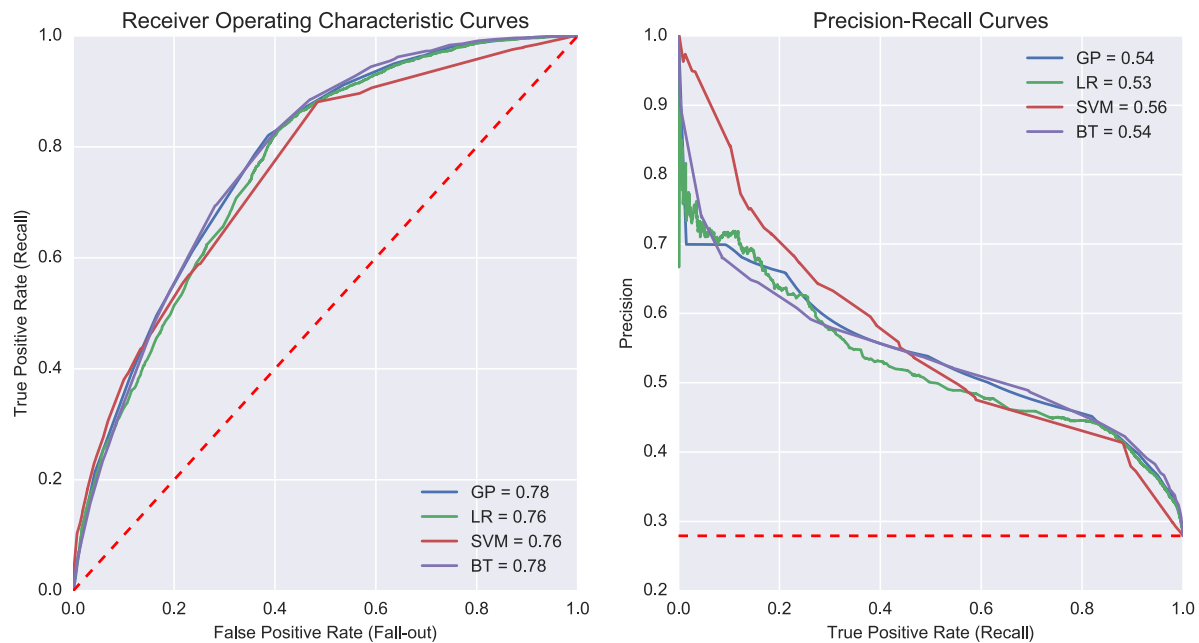 Receiver Operating Characteristic Curves
True Positive Rate (Recall)
1.0
0.8
0.6
0.4
0.2
0.0
0.0 0.2 0.4 0.6 0.8 1.0
False Positive Rate (Fall-out)
GP = 0.78
LR = 0.76
SVM = 0.76
BT = 0.78
Precision-Recall Curves
Precision
1.0
0.9
0.8
0.7
0.6
0.5
0.4
0.3
0.2
0.0 0.2 0.4 0.6 0.8 1.0
True Positive Rate (Recall)
GP = 0.54
LR = 0.53
SVM = 0.56
BT = 0.54